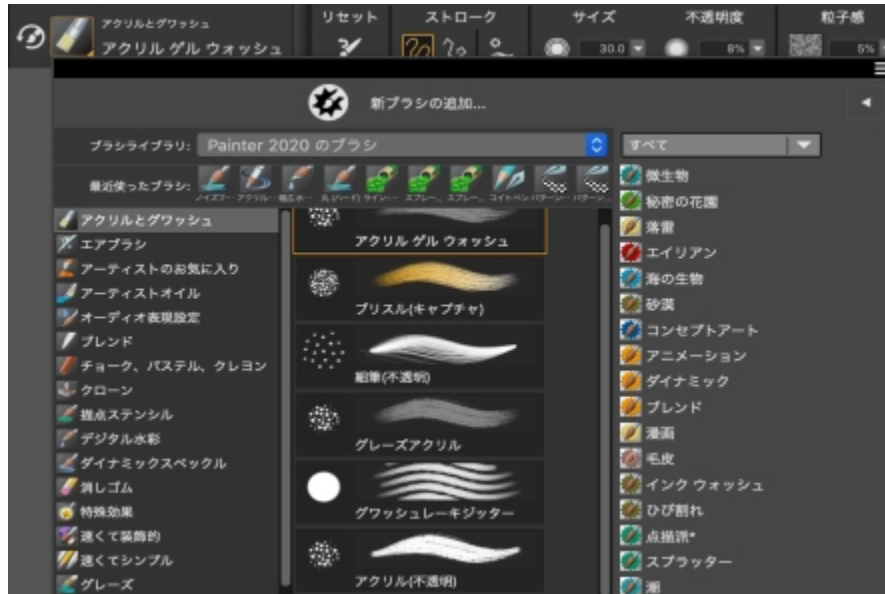 アクリルとグワッシュ
アクリル ゲル ウォッシュ
リセット
ストローク
サイズ
30.0
不透明度
8%
粒子感
5%
新ブラシの追加...
ブラシライブラリ: Painter 2020 のブラシ
すべて
最近使ったブラシ:
アクリルとグワッシュ
エアブラシ
アーティストのお気に入り
アーティストオイル
オーディオ表現設定
ブレンド
チョーク、パステル、クレヨン
クローン
描点ステンシル
デジタル水彩
ダイナミックスペックル
消しゴム
特殊効果
速くて装飾的
速くてシンプル
グレーズ
アクリル ゲル ウォッシュ
ブリスル(キャプチャ)
細筆(不透明)
グレーズアクリル
グワッシュレーキジッター
アクリル(不透明)
微生物
秘密の花園
落雷
エイリアン
海の生物
砂漠
コンセプトアート
アニメーション
ダイナミック
ブレンド
漫画
毛皮
インク ウォッシュ
ひび割れ
点描派*
スプラッター
潮